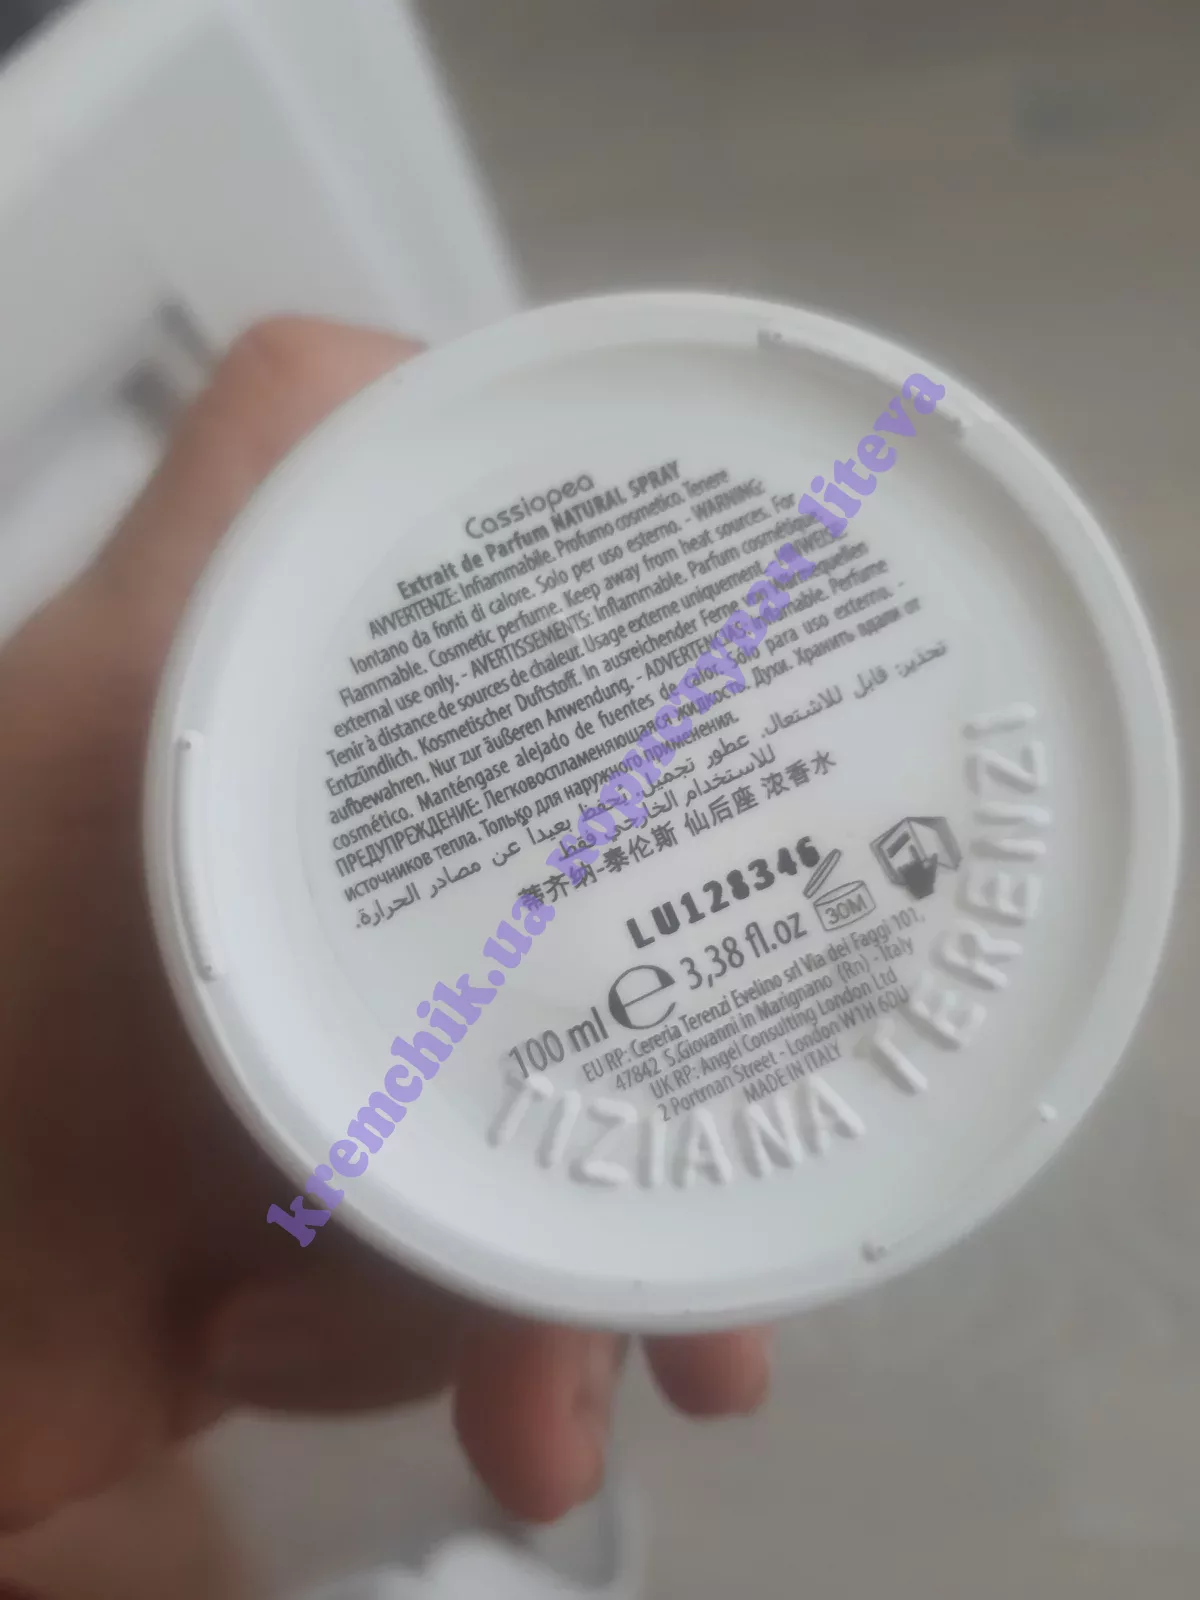 Cassiopea
Extrait de Parfum NATURAL SPRAY
AVVERTENZE: Infiammabile. Profumo cosmetico. Tenere
lontano da fonti di calore. Solo per uso esterno. - WARNING:
Flammable. Cosmetic perfume. Keep away from heat sources. For
external use only. - AVERTISSEMENTS: Inflammable. Parfum cosmétique.
Tenir à distance de sources de chaleur. Usage externe uniquement. - HINWEISE:
Entzündlich. Kosmetischer Duftstoff. In ausreichender Ferne von Wärmequellen
aufbewahren. Nur zur äußeren Anwendung. - ADVERTENCIAS: Inflamable. Perfume
cosmético. Manténgase alejado de fuentes de calor. Solo para uso externo. -
ПРЕДУПРЕЖДЕНИЕ: Легковоспламеняющаяся жидкость. Духи. Хранить вдали от
источников тепла. Только для наружного применения.
تحذير: قابل للاشتعال. عطور تجميل. يحفظ بعيداً عن مصادر الحرارة.
للاستخدام الخارجي فقط
蒂齐纳-泰伦斯 仙后座 浓香水
LU128346
100 ml e 3,38 fl.oz 30M
EU RP: Cereria Terenzi Evelino srl Via dei Faggi 101,
47842 S.Giovanni in Marignano (Rn) - Italy
UK RP: Angel Consulting London Ltd
2 Portman Street - London W1H 6DU
MADE IN ITALY
TIZIANA TERENZI
kremchik.ua користувач liteva